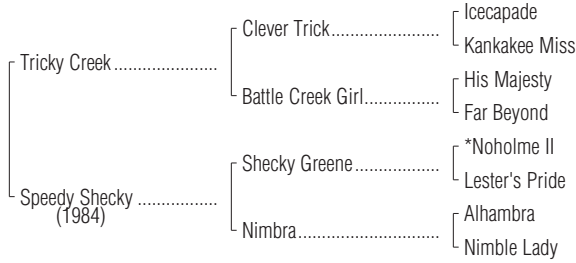 Icecapade
Clever Trick........................
Kankakee Miss
Tricky Creek.......................
His Majesty
Battle Creek Girl.................
Far Beyond
*Noholme II
Shecky Greene...................
Lester's Pride
Speedy Shecky .................
(1984)
Alhambra
Nimbra................................
Nimble Lady